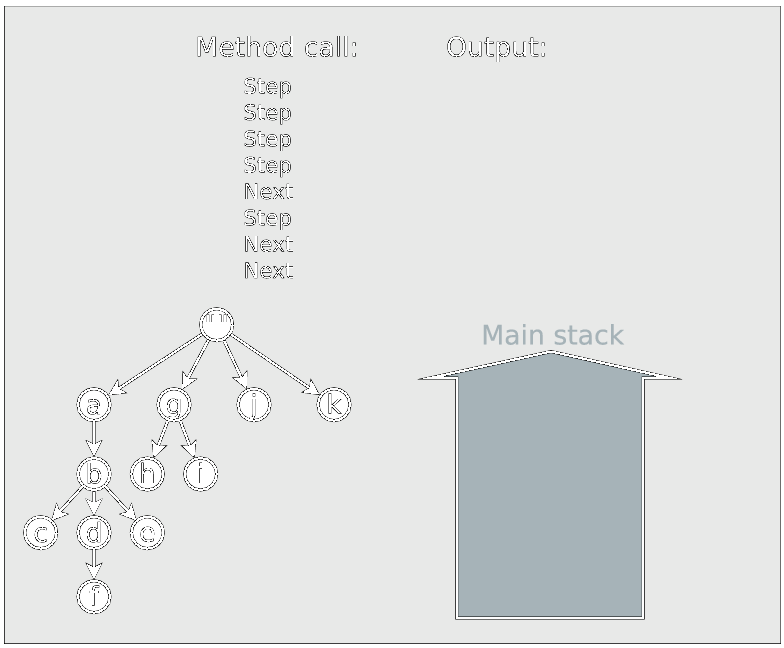 Method call: Output:
Step
Step
Step
Step
Next
Step
Next
Next
""
Main stack
a g j k
b h i
c d e
f